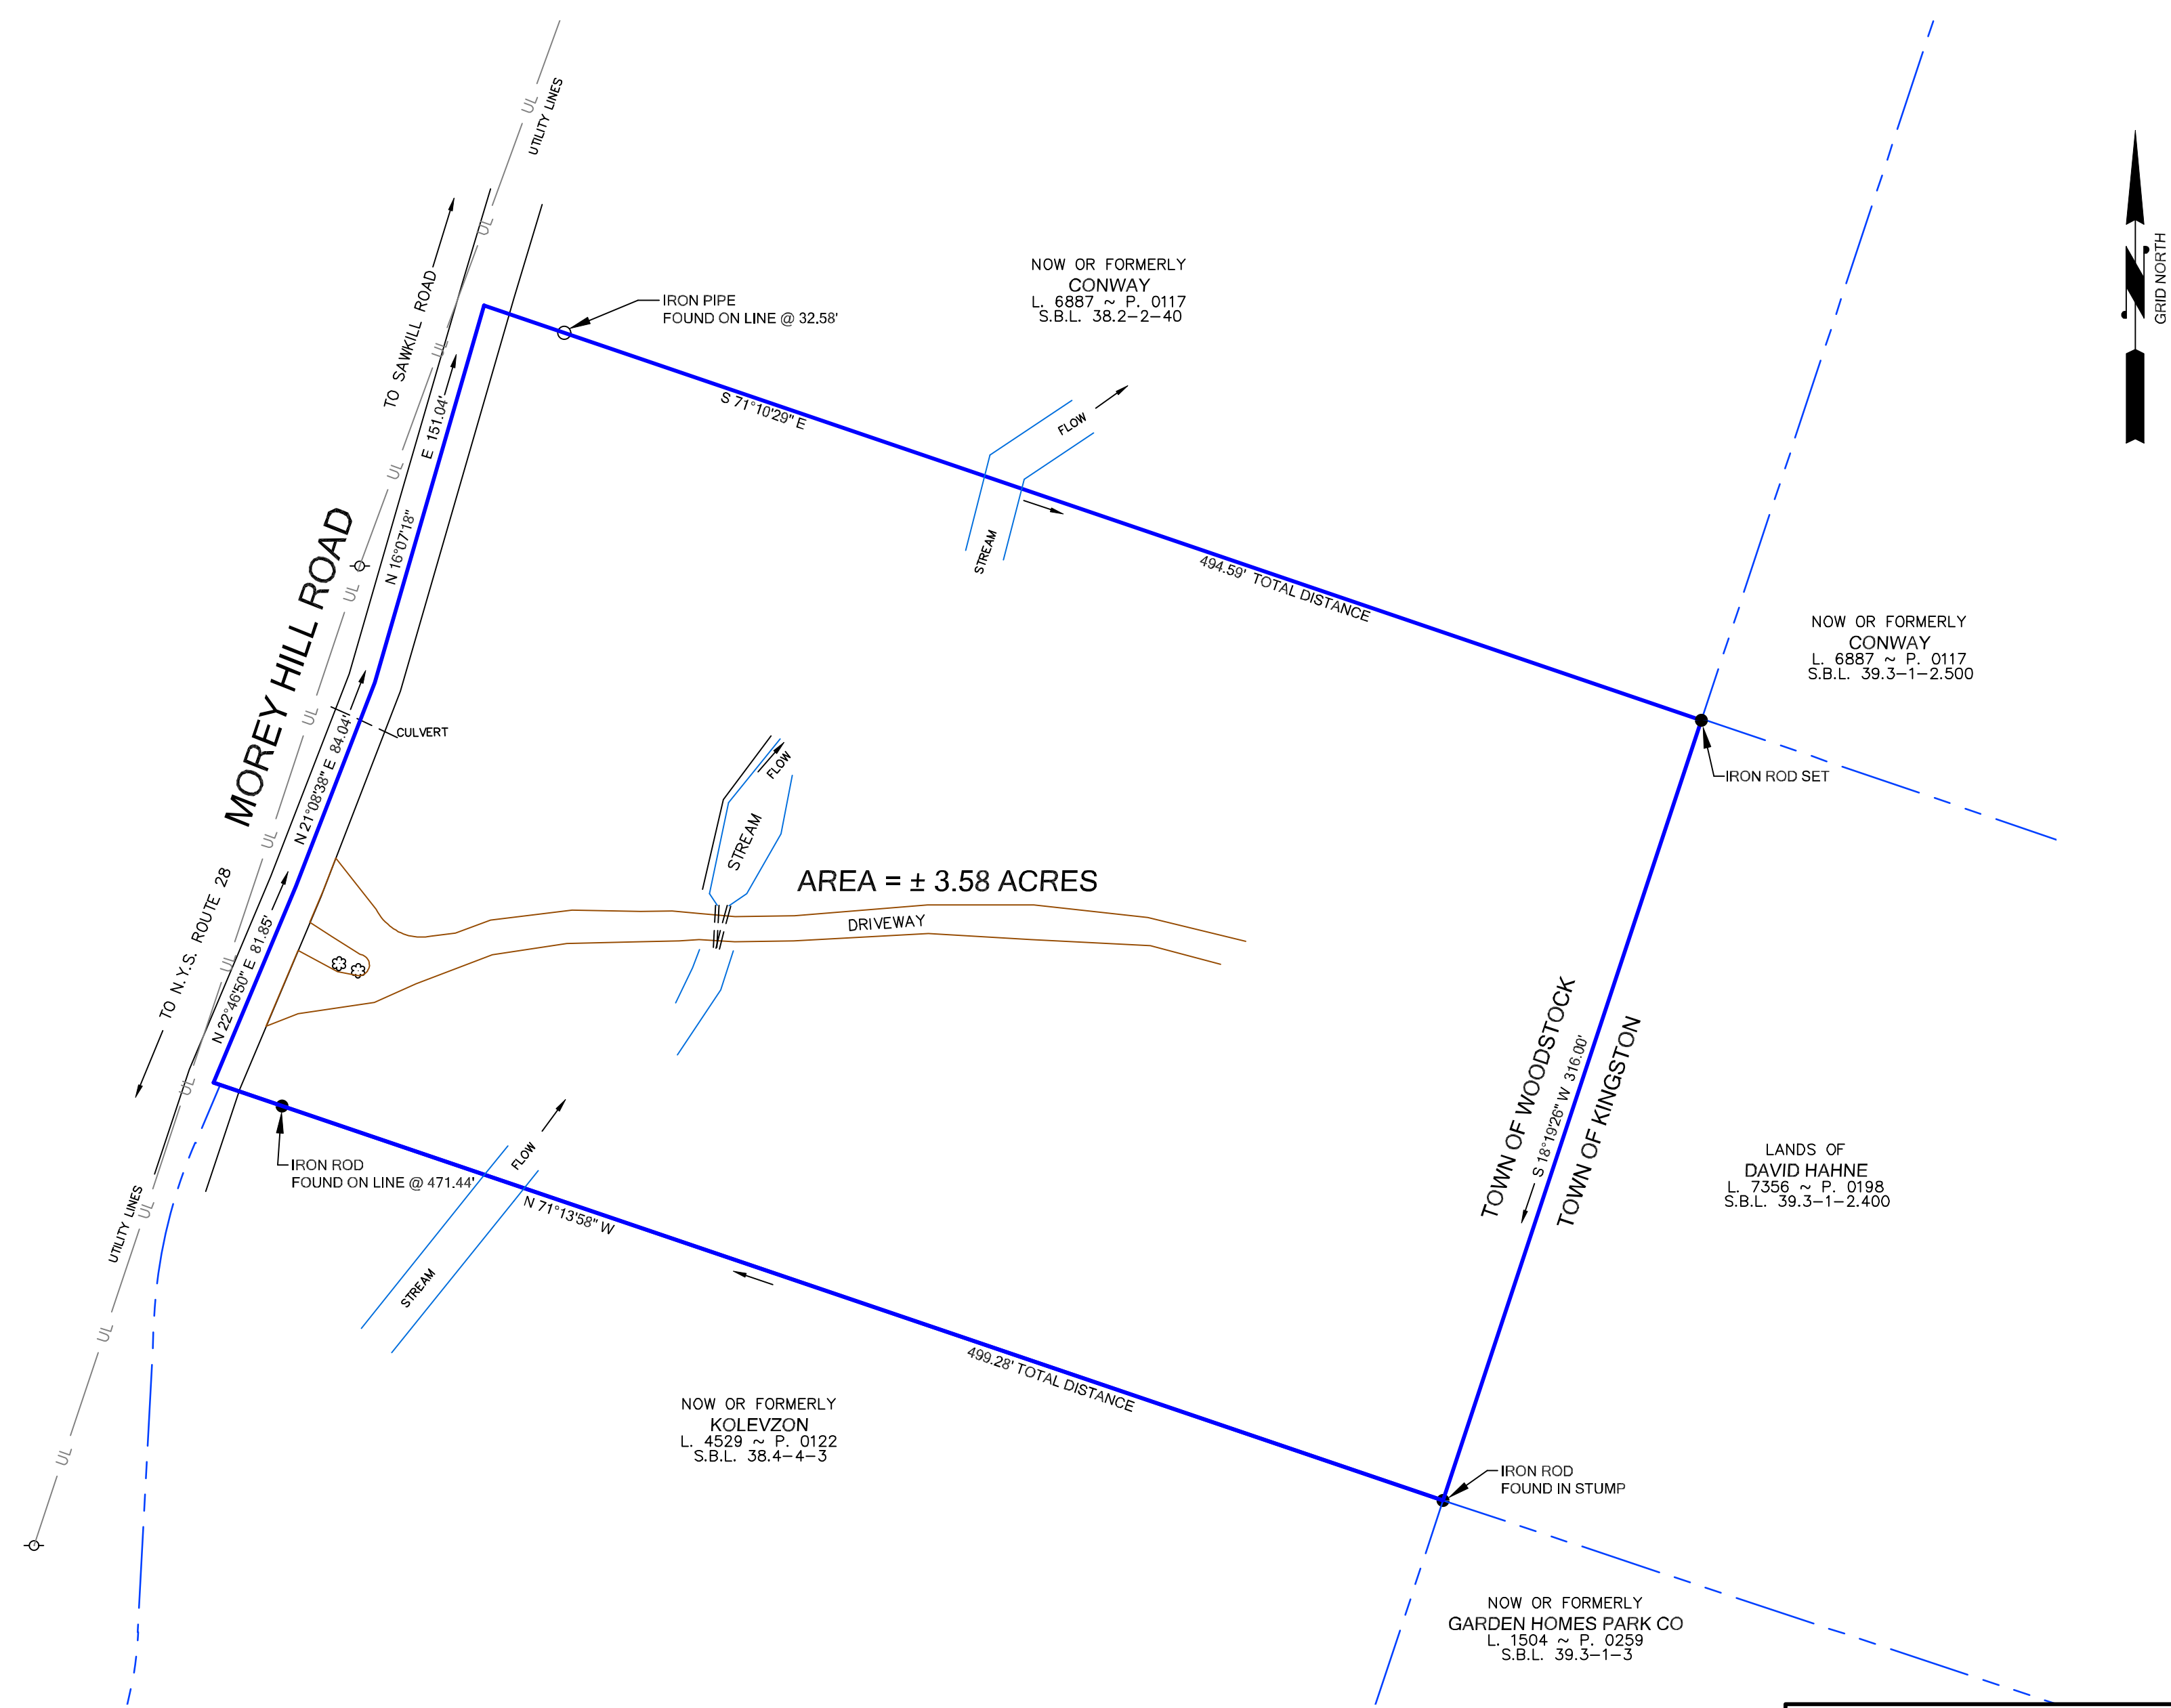 UTILITY LINES
UL
UL
UL
UL
UL
UL
UL
UL
UL
UL
UL
UL
UL
TO SAWKILL ROAD
IRON PIPE
FOUND ON LINE @ 32.58'
NOW OR FORMERLY
CONWAY
L. 6887 ~ P. 0117
S.B.L. 38.2-2-40
N
GRID NORTH
S 71°10'29" E
FLOW
STREAM
494.59' TOTAL DISTANCE
N 16°07'18" E 151.04'
MOREY HILL ROAD
NOW OR FORMERLY
CONWAY
L. 6887 ~ P. 0117
S.B.L. 39.3-1-2.500
IRON ROD SET
CULVERT
N 21°08'38" E 84.04'
FLOW
STREAM
AREA = ± 3.58 ACRES
DRIVEWAY
TO N.Y.S. ROUTE 28
N 22°46'50" E 81.85'
TOWN OF WOODSTOCK
S 18°19'26" W 316.00'
TOWN OF KINGSTON
IRON ROD
FOUND ON LINE @ 471.44'
FLOW
STREAM
N 71°13'58" W
UTILITY LINES
LANDS OF
DAVID HAHNE
L. 7356 ~ P. 0198
S.B.L. 39.3-1-2.400
499.28' TOTAL DISTANCE
NOW OR FORMERLY
KOLEVZON
L. 4529 ~ P. 0122
S.B.L. 38.4-4-3
IRON ROD
FOUND IN STUMP
NOW OR FORMERLY
GARDEN HOMES PARK CO
L. 1504 ~ P. 0259
S.B.L. 39.3-1-3